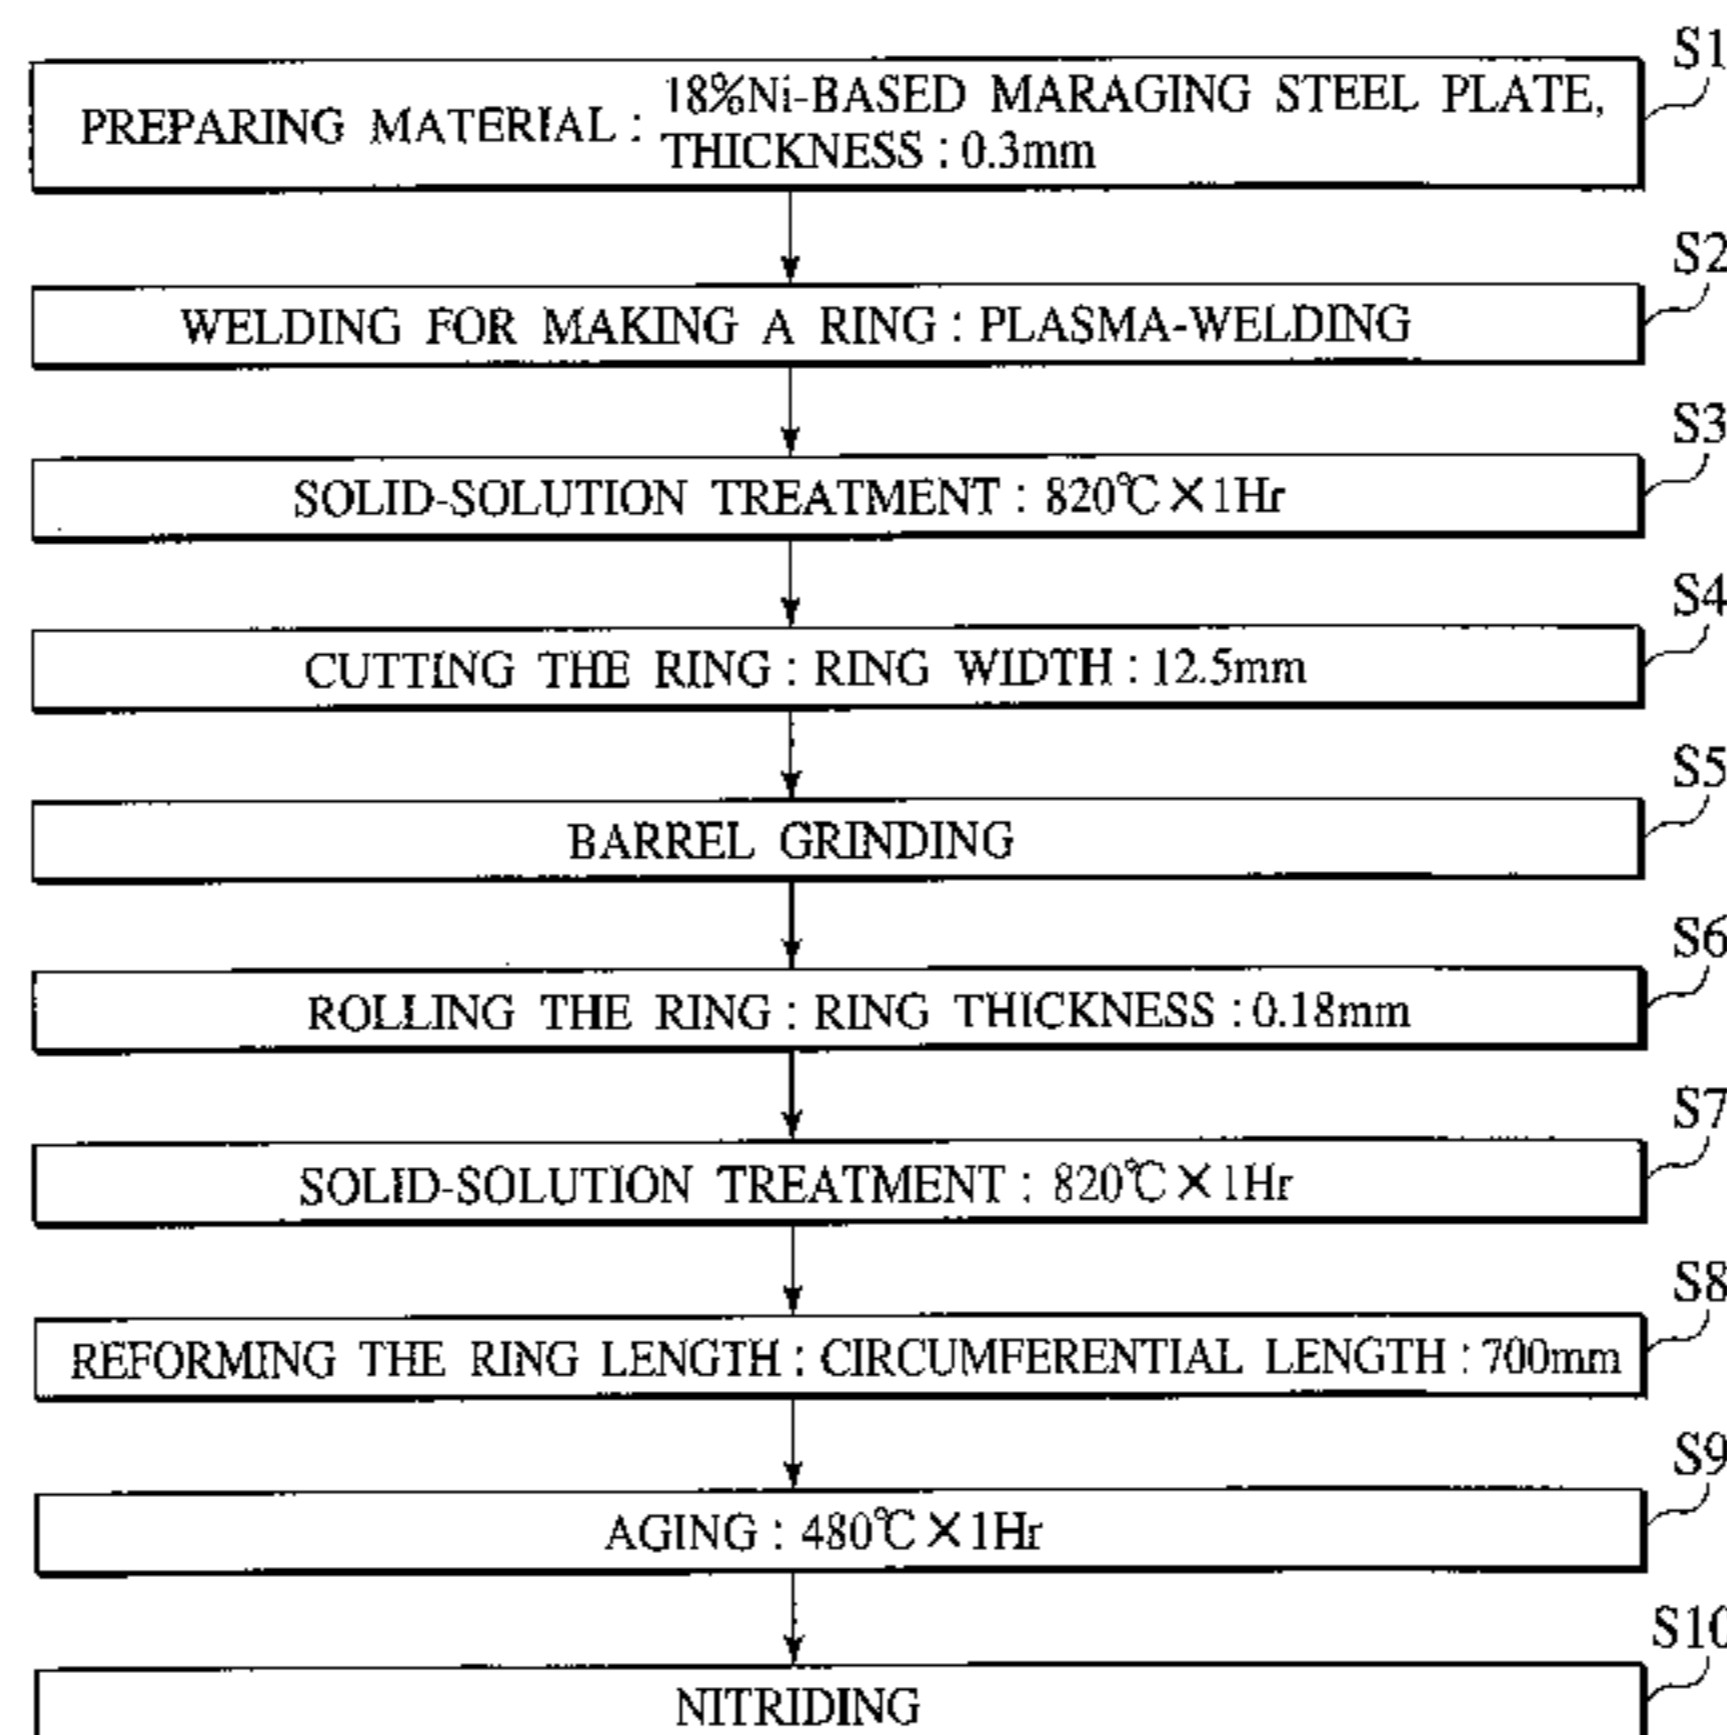 S1
PREPARING MATERIAL : 18%Ni-BASED MARAGING STEEL PLATE,
THICKNESS : 0.3mm
S2
WELDING FOR MAKING A RING : PLASMA-WELDING
S3
SOLID-SOLUTION TREATMENT : 820℃×1Hr
S4
CUTTING THE RING : RING WIDTH : 12.5mm
S5
BARREL GRINDING
S6
ROLLING THE RING : RING THICKNESS : 0.18mm
S7
SOLID-SOLUTION TREATMENT : 820℃×1Hr
S8
REFORMING THE RING LENGTH : CIRCUMFERENTIAL LENGTH : 700mm
S9
AGING : 480℃×1Hr
S10
NITRIDING